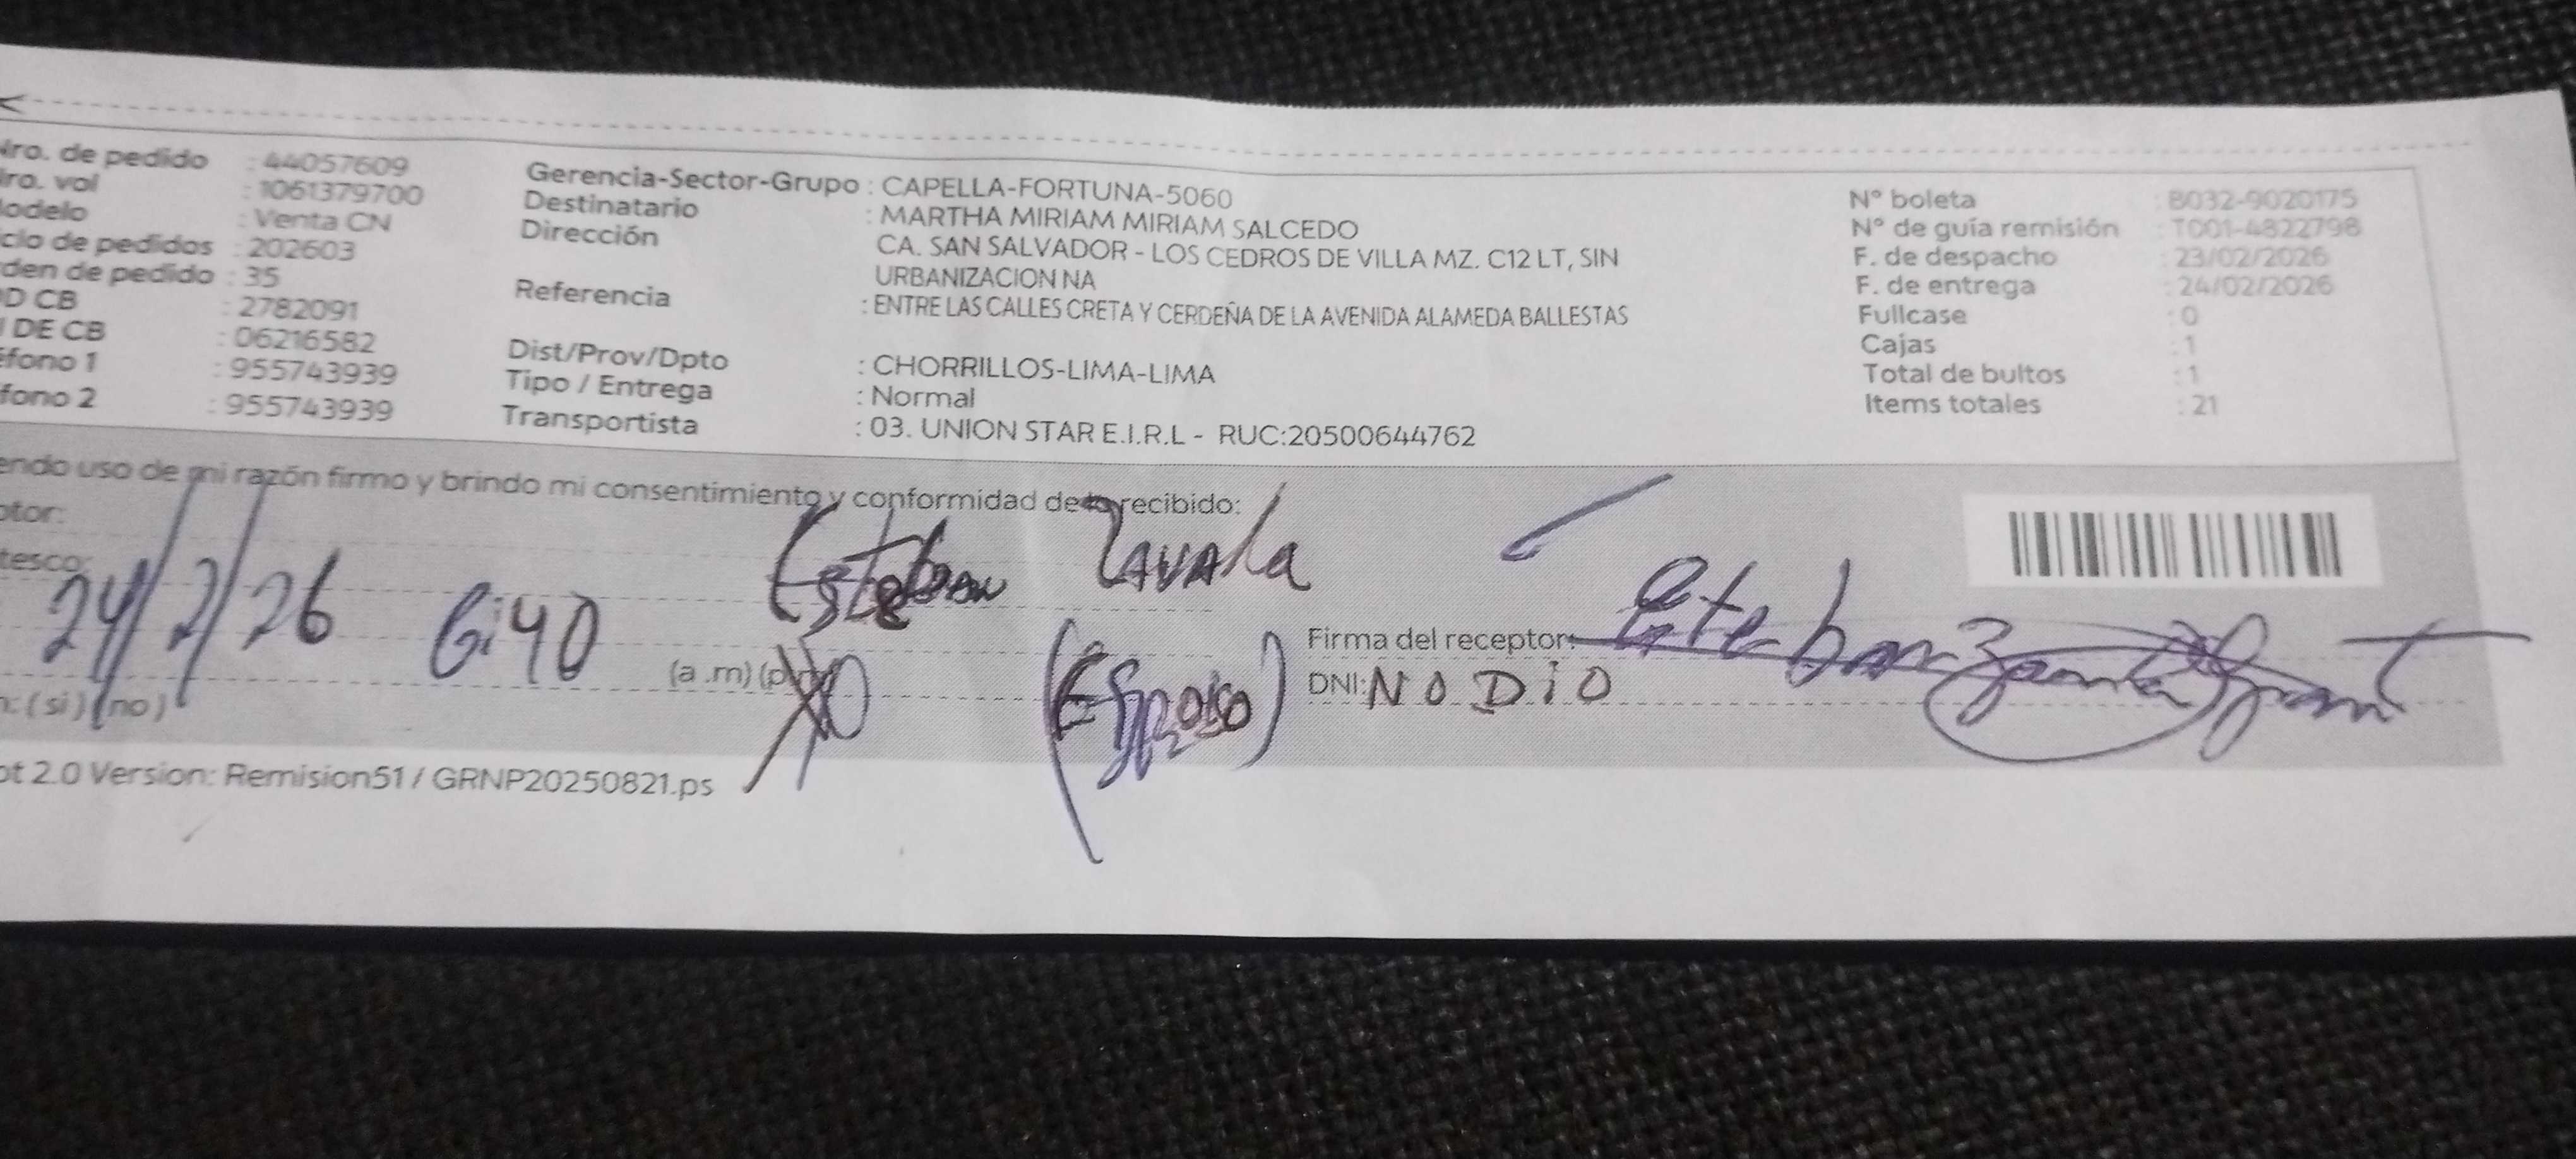 Nro. de pedido : 44057609
Nro. vol : 1061379700
odelo : Venta CN
clo de pedidos : 202603
den de pedido : 35
D CB : 2782091
I DE CB : 06216582
éfono 1 : 955743939
fono 2 : 955743939
Gerencia-Sector-Grupo : CAPELLA-FORTUNA-5060
Destinatario : MARTHA MIRIAM MIRIAM SALCEDO
Dirección CA. SAN SALVADOR - LOS CEDROS DE VILLA MZ. C12 LT, SIN
URBANIZACION NA
Referencia : ENTRE LAS CALLES CRETA Y CERDEÑA DE LA AVENIDA ALAMEDA BALLESTAS
Dist/Prov/Dpto : CHORRILLOS-LIMA-LIMA
Tipo / Entrega : Normal
Transportista : 03. UNION STAR E.I.R.L - RUC:20500644762
N° boleta : B032-9020175
N° de guía remisión : T001-4822798
F. de despacho : 23/02/2026
F. de entrega : 24/02/2026
Fullcase : 0
Cajas : 1
Total de bultos : 1
Items totales : 21
endo uso de mi razón firmo y brindo mi consentimiento y conformidad de lo recibido:
ptor: Esteban Zavala
tesco:
24/2/26 6:40 (a.m) (p.m)
(Esposo)
Firma del receptor: Esteban
DNI: NO DIO
n: (si) (no)
ot 2.0 Version: Remision51 / GRNP20250821.ps